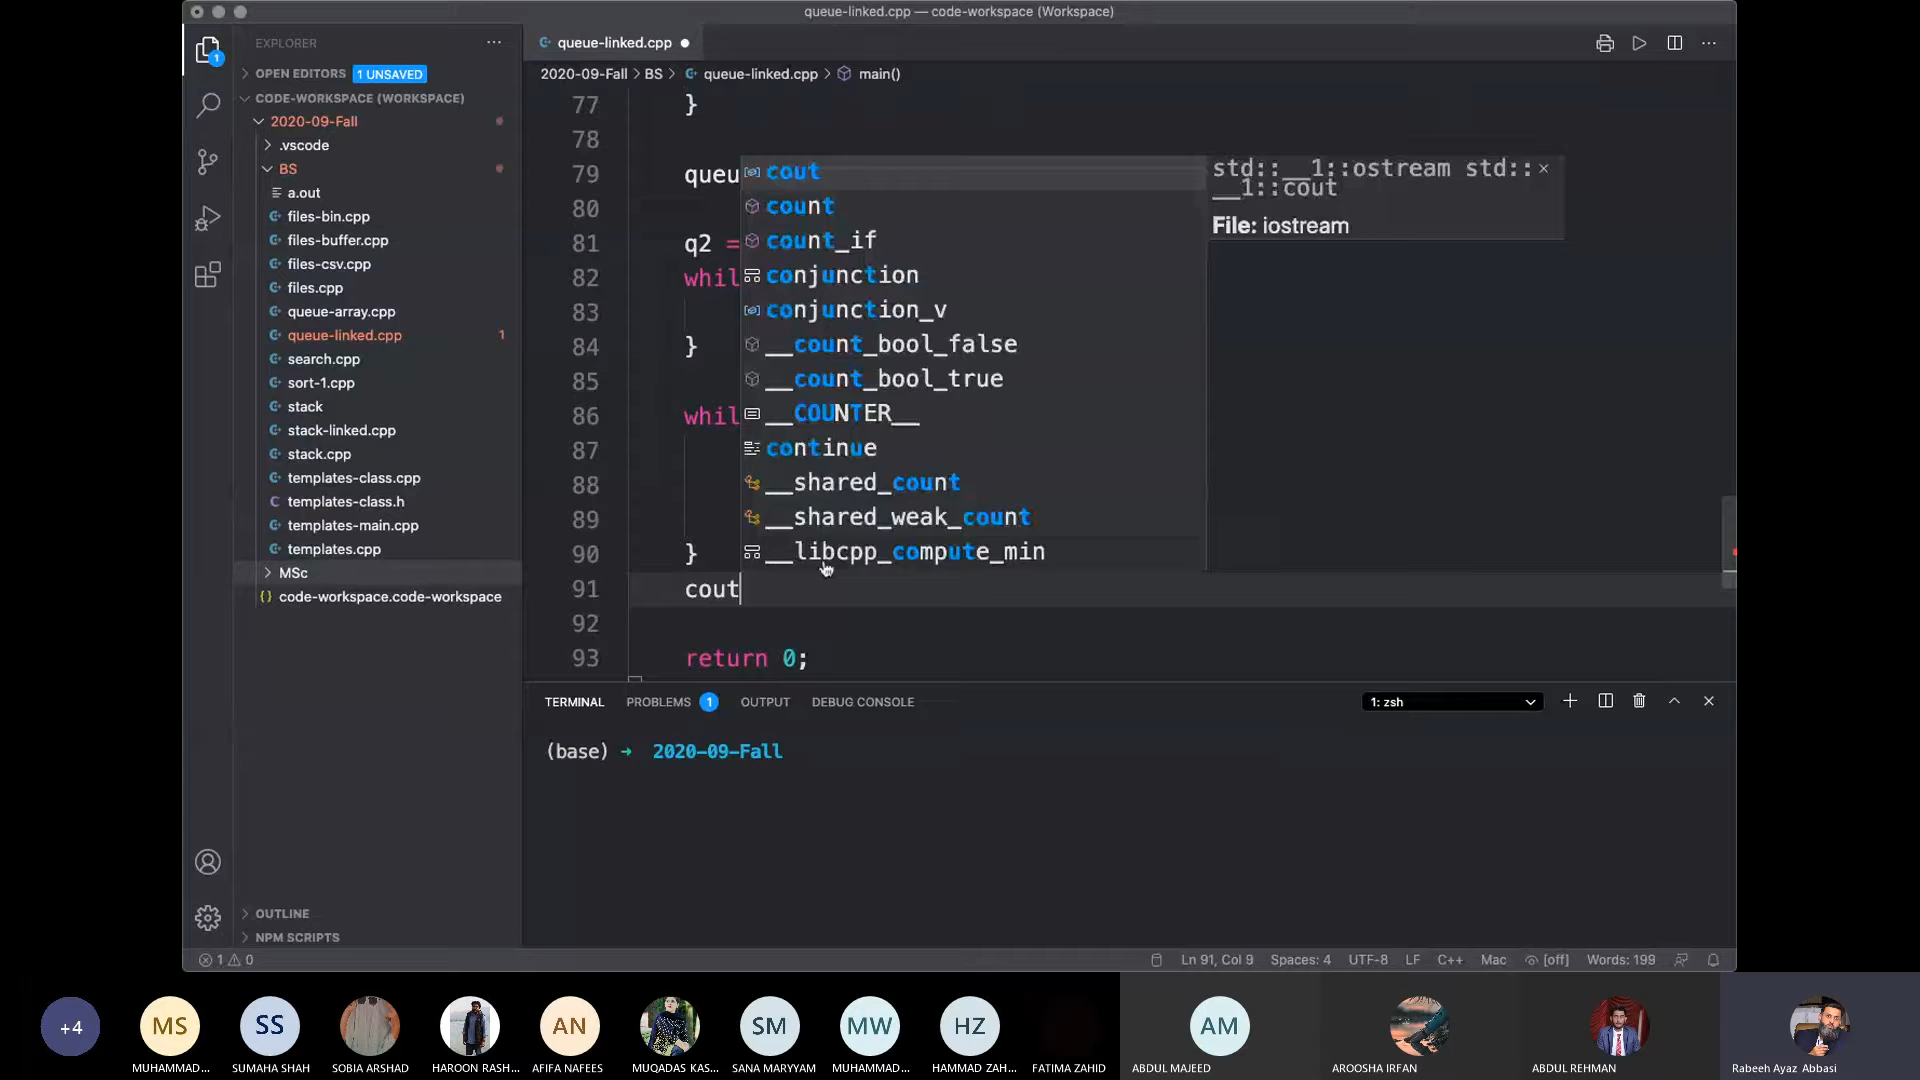 queue-linked.cpp — code-workspace (Workspace)
EXPLORER
queue-linked.cpp
OPEN EDITORS 1 UNSAVED
2020-09-Fall > BS > queue-linked.cpp > main()
CODE-WORKSPACE (WORKSPACE)
2020-09-Fall
.vscode
BS
a.out
files-bin.cpp
files-buffer.cpp
files-csv.cpp
files.cpp
queue-array.cpp
queue-linked.cpp 1
search.cpp
sort-1.cpp
stack
stack-linked.cpp
stack.cpp
templates-class.cpp
templates-class.h
templates-main.cpp
templates.cpp
MSc
code-workspace.code-workspace
OUTLINE
NPM SCRIPTS
77 }
78
79 queu
80
81 q2 =
82 whil
83
84 }
85
86 whil
87
88
89
90 }
91 cout
92
93 return 0;
cout
count
count_if
conjunction
conjunction_v
__count_bool_false
__count_bool_true
__COUNTER__
continue
__shared_count
__shared_weak_count
__libcpp_compute_min
std::__1::ostream std::
__1::cout
File: iostream
TERMINAL PROBLEMS 1 OUTPUT DEBUG CONSOLE 1: zsh
(base) → 2020-09-Fall
1 0 Ln 91, Col 9 Spaces: 4 UTF-8 LF C++ Mac [off] Words: 199
+4 MS SS AN SM MW HZ AM
MUHAMMAD... SUMAHA SHAH SOBIA ARSHAD HAROON RASH... AFIFA NAFEES MUQADAS KAS... SANA MARYYAM MUHAMMAD... HAMMAD ZAH... FATIMA ZAHID ABDUL MAJEED AROOSHA IRFAN ABDUL REHMAN Rabeeh Ayaz Abbasi